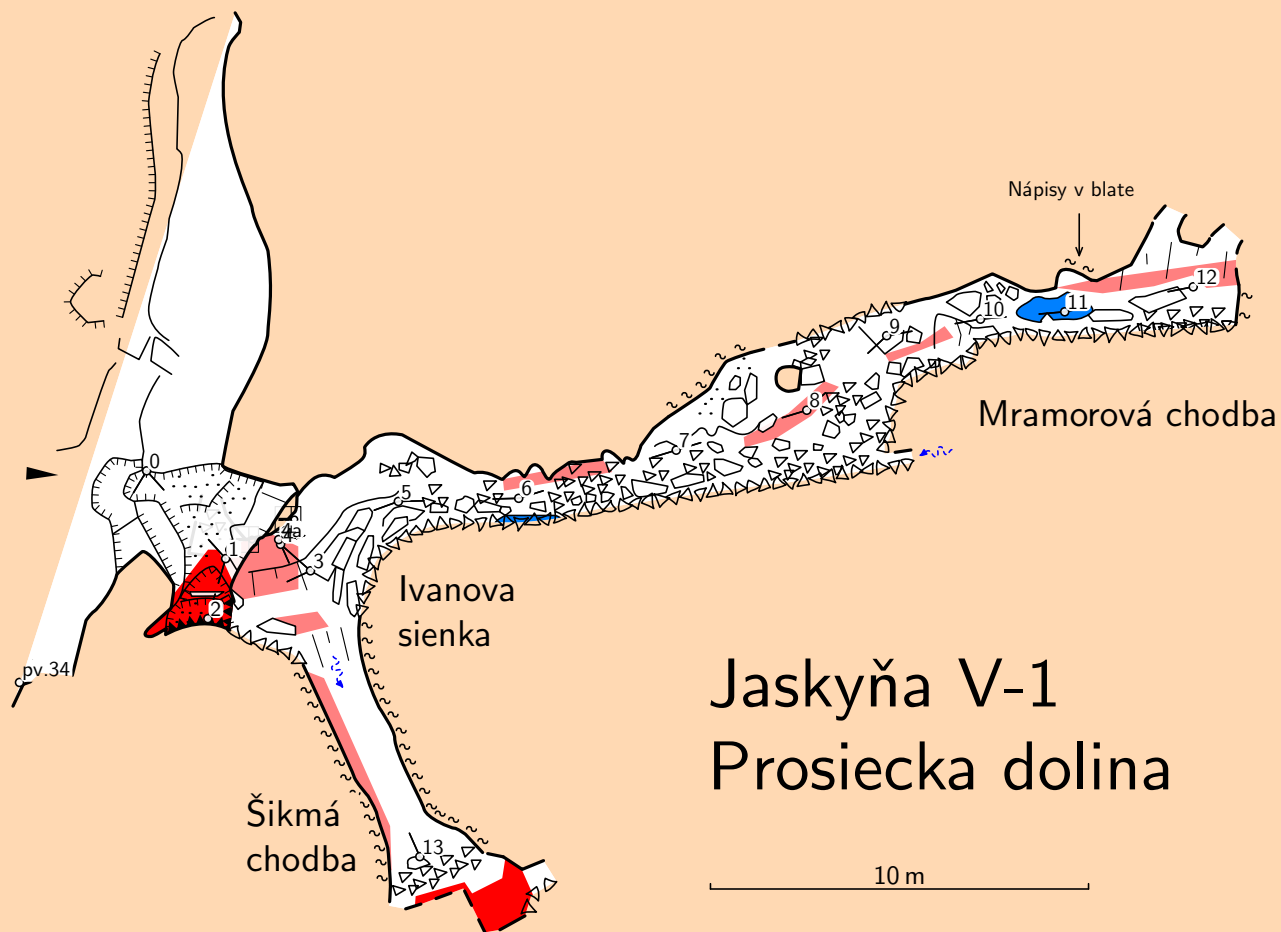 Nápisy v blate
12
11
10
9
Mramorová chodba
8
7
0
5
6
4a
1
3
Ivanova
sienka
2
pv.34
Jaskyňa V-1
Prosiecka dolina
Šikmá
chodba
13
10 m